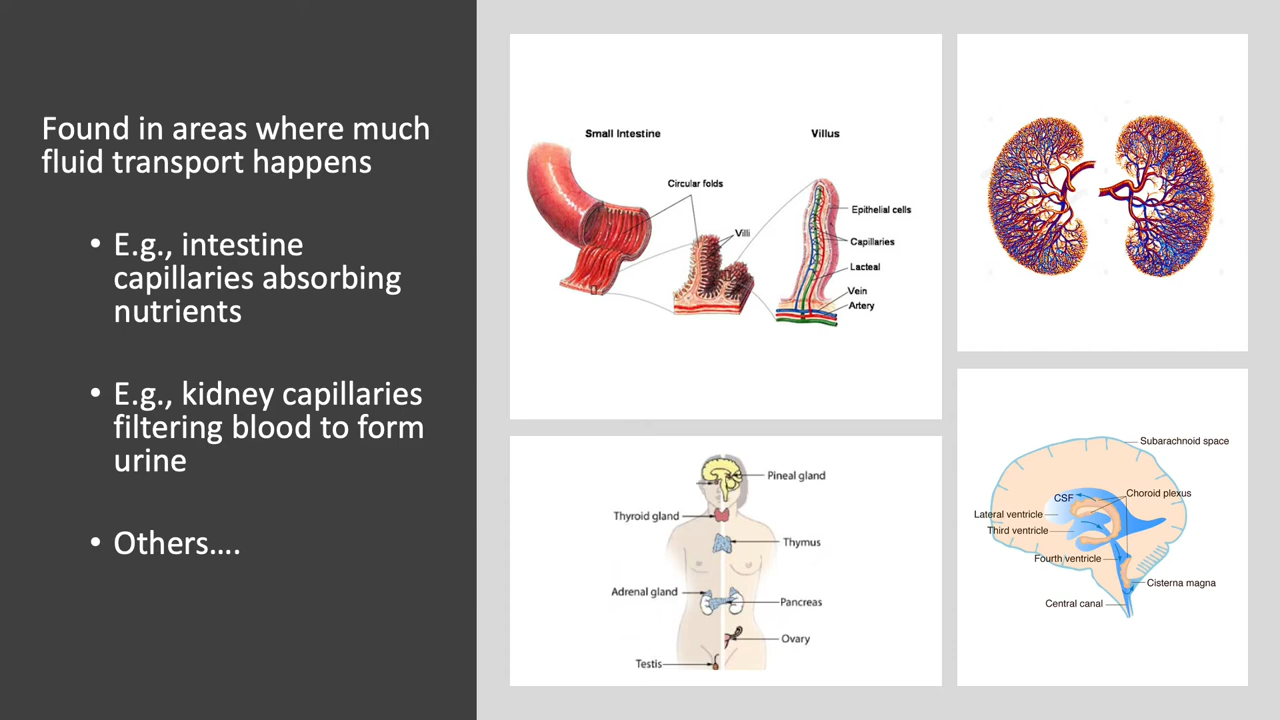 Found in areas where much
fluid transport happens
• E.g., intestine
capillaries absorbing
nutrients
• E.g., kidney capillaries
filtering blood to form
urine
• Others....
Small Intestine
Villus
Circular folds
Villi
Epithelial cells
Capillaries
Lacteal
Vein
Artery
Pineal gland
Thyroid gland
Thymus
Adrenal gland
Pancreas
Ovary
Testis
Subarachnoid space
CSF
Choroid plexus
Lateral ventricle
Third ventricle
Fourth ventricle
Cisterna magna
Central canal